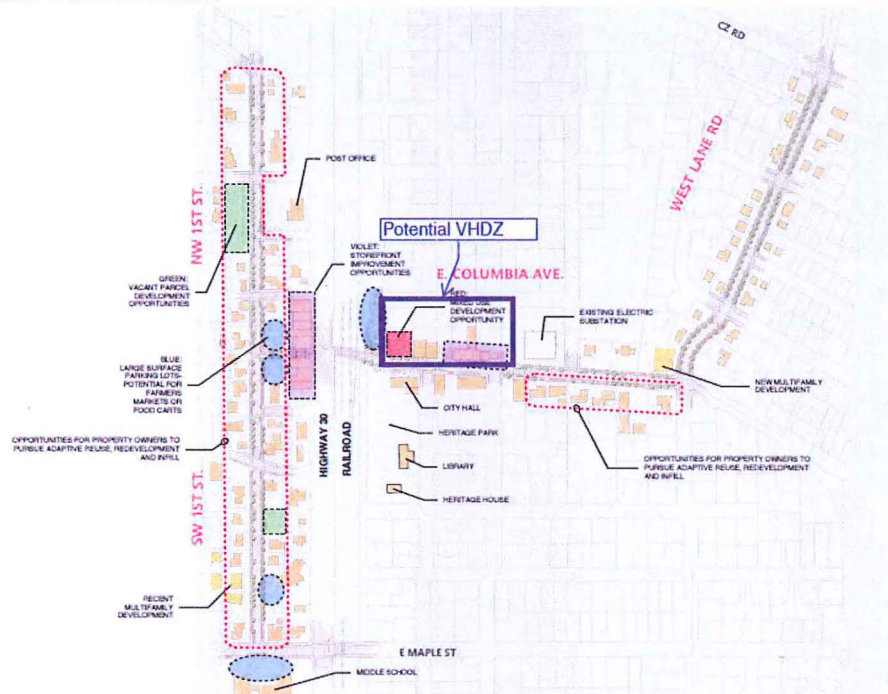 CZ RD
WEST LANE RD
POST OFFICE
NW 1ST ST.
Potential VHDZ
VIOLET:
STOREFRONT
IMPROVEMENT
OPPORTUNITIES
E. COLUMBIA AVE.
GREEN:
VACANT PARCEL
DEVELOPMENT
OPPORTUNITIES
RED:
MIXED USE
DEVELOPMENT
OPPORTUNITY
EXISTING ELECTRIC
SUBSTATION
BLUE:
LARGE SURFACE
PARKING LOTS-
POTENTIAL FOR
FARMERS
MARKETS OR
FOOD CARTS
NEW MULTIFAMILY
DEVELOPMENT
CITY HALL
HIGHWAY 30
RAILROAD
HERITAGE PARK
OPPORTUNITIES FOR PROPERTY OWNERS TO
PURSUE ADAPTIVE REUSE, REDEVELOPMENT
AND INFILL
LIBRARY
OPPORTUNITIES FOR PROPERTY OWNERS TO
PURSUE ADAPTIVE REUSE, REDEVELOPMENT
AND INFILL
HERITAGE HOUSE
SW 1ST ST.
RECENT
MULTIFAMILY
DEVELOPMENT
E MAPLE ST
MIDDLE SCHOOL